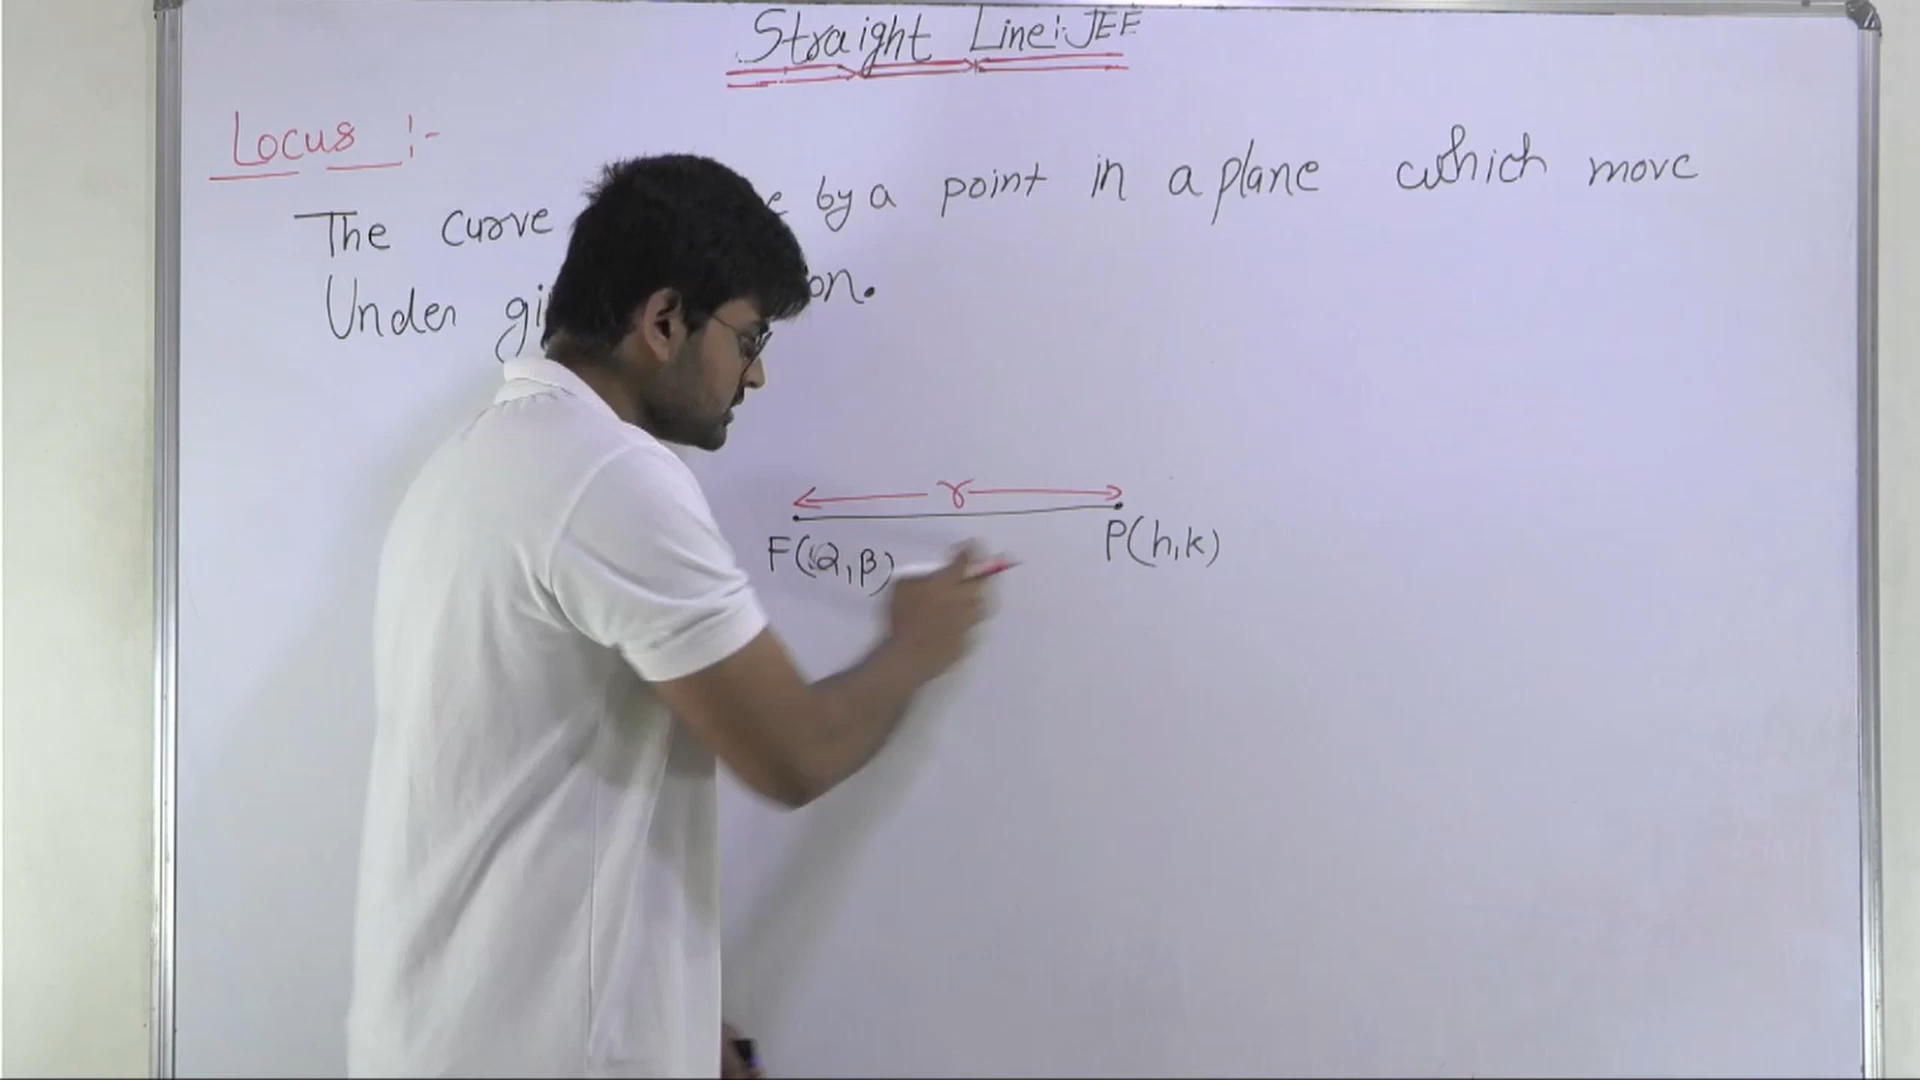 Straight Line:JEE
Locus :-
The curve by a point in a plane which move
Under on.
r
F(α,β) P(h,k)